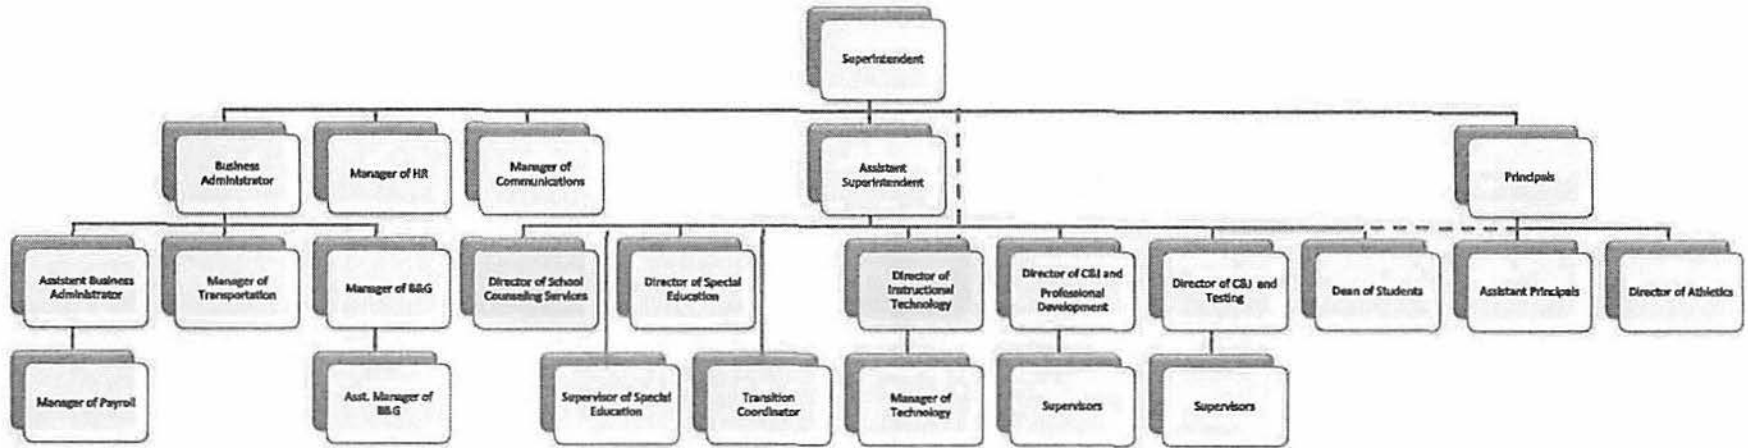 Superintendent
Business
Administrator
Manager of HR
Manager of
Communications
Assistant
Superintendent
Principals
Assistant Business
Administrator
Manager of
Transportation
Manager of B&G
Director of School
Counseling Services
Director of Special
Education
Director of
Instructional
Technology
Director of C&I and
Professional
Development
Director of C&I and
Testing
Dean of Students
Assistant Principals
Director of Athletics
Manager of Payroll
Asst. Manager of
B&G
Supervisor of Special
Education
Transition
Coordinator
Manager of
Technology
Supervisors
Supervisors